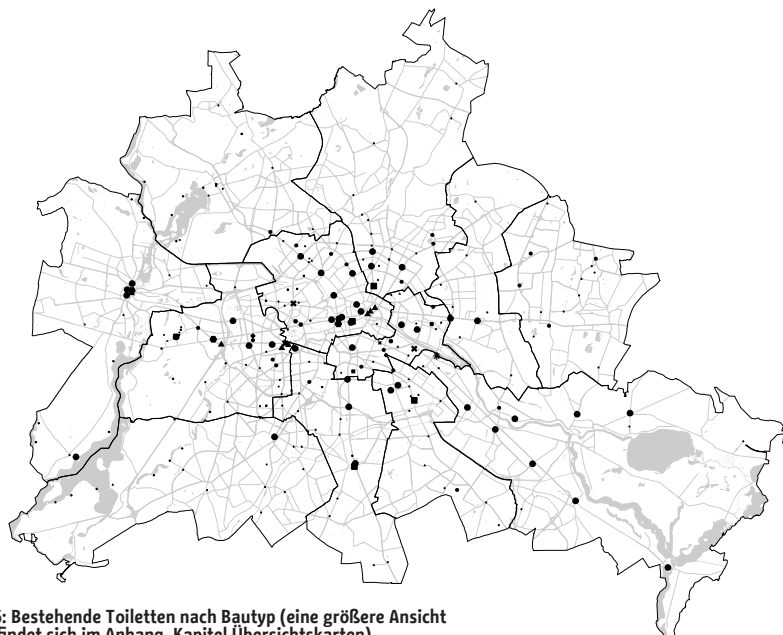 : Bestehende Toiletten nach Bautyp (eine größere Ansicht
findet sich im Anhang, Kapitel Übersichtskarten)